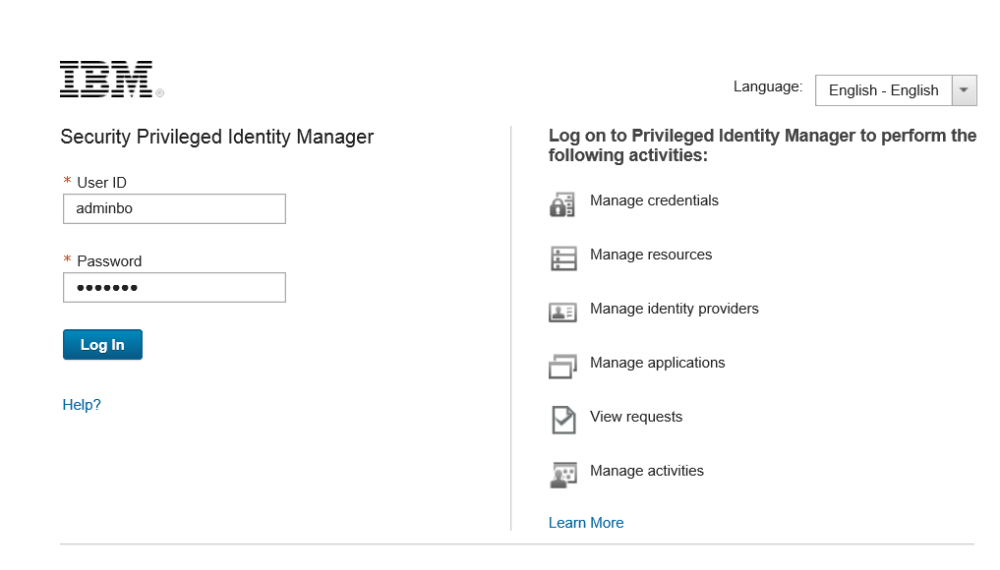 IBM®
Language: English - English
Security Privileged Identity Manager
* User ID
adminbo
* Password
•••••••
Log In
Help?
Log on to Privileged Identity Manager to perform the
following activities:
Manage credentials
Manage resources
Manage identity providers
Manage applications
View requests
Manage activities
Learn More